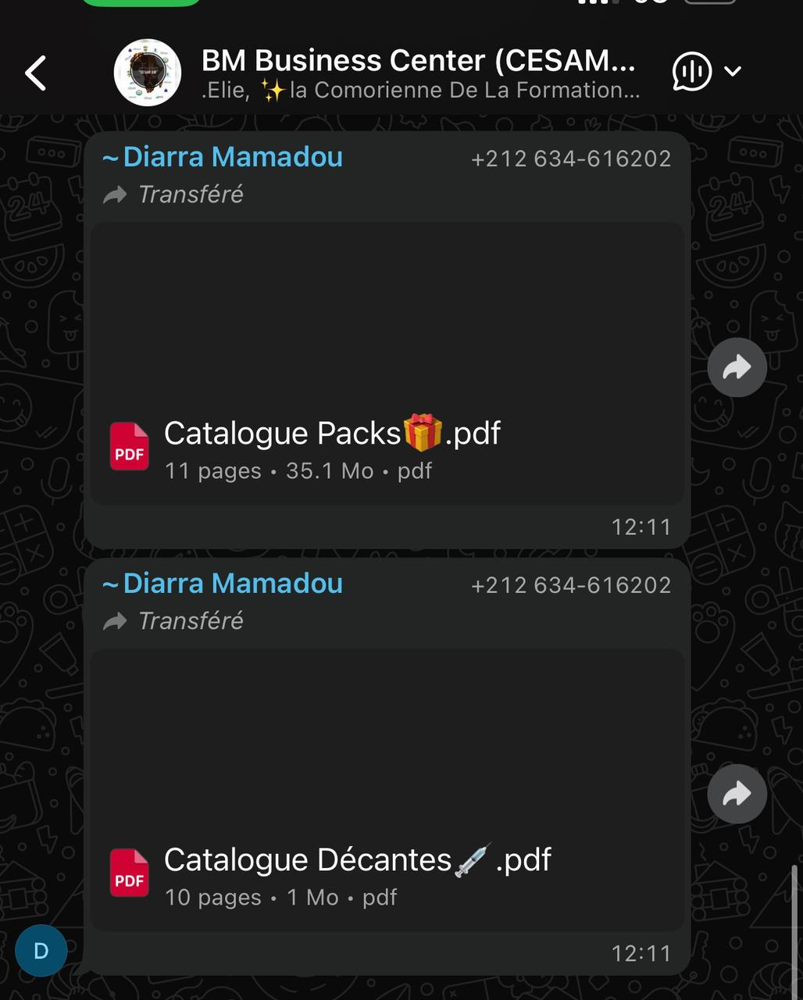 BM Business Center (CESAM...
.Elie, ✨la Comorienne De La Formation...
~Diarra Mamadou +212 634-616202
Transféré
Catalogue Packs🎁.pdf
PDF
11 pages • 35.1 Mo • pdf
12:11
~Diarra Mamadou +212 634-616202
Transféré
Catalogue Décantes💉 .pdf
PDF
10 pages • 1 Mo • pdf
D
12:11